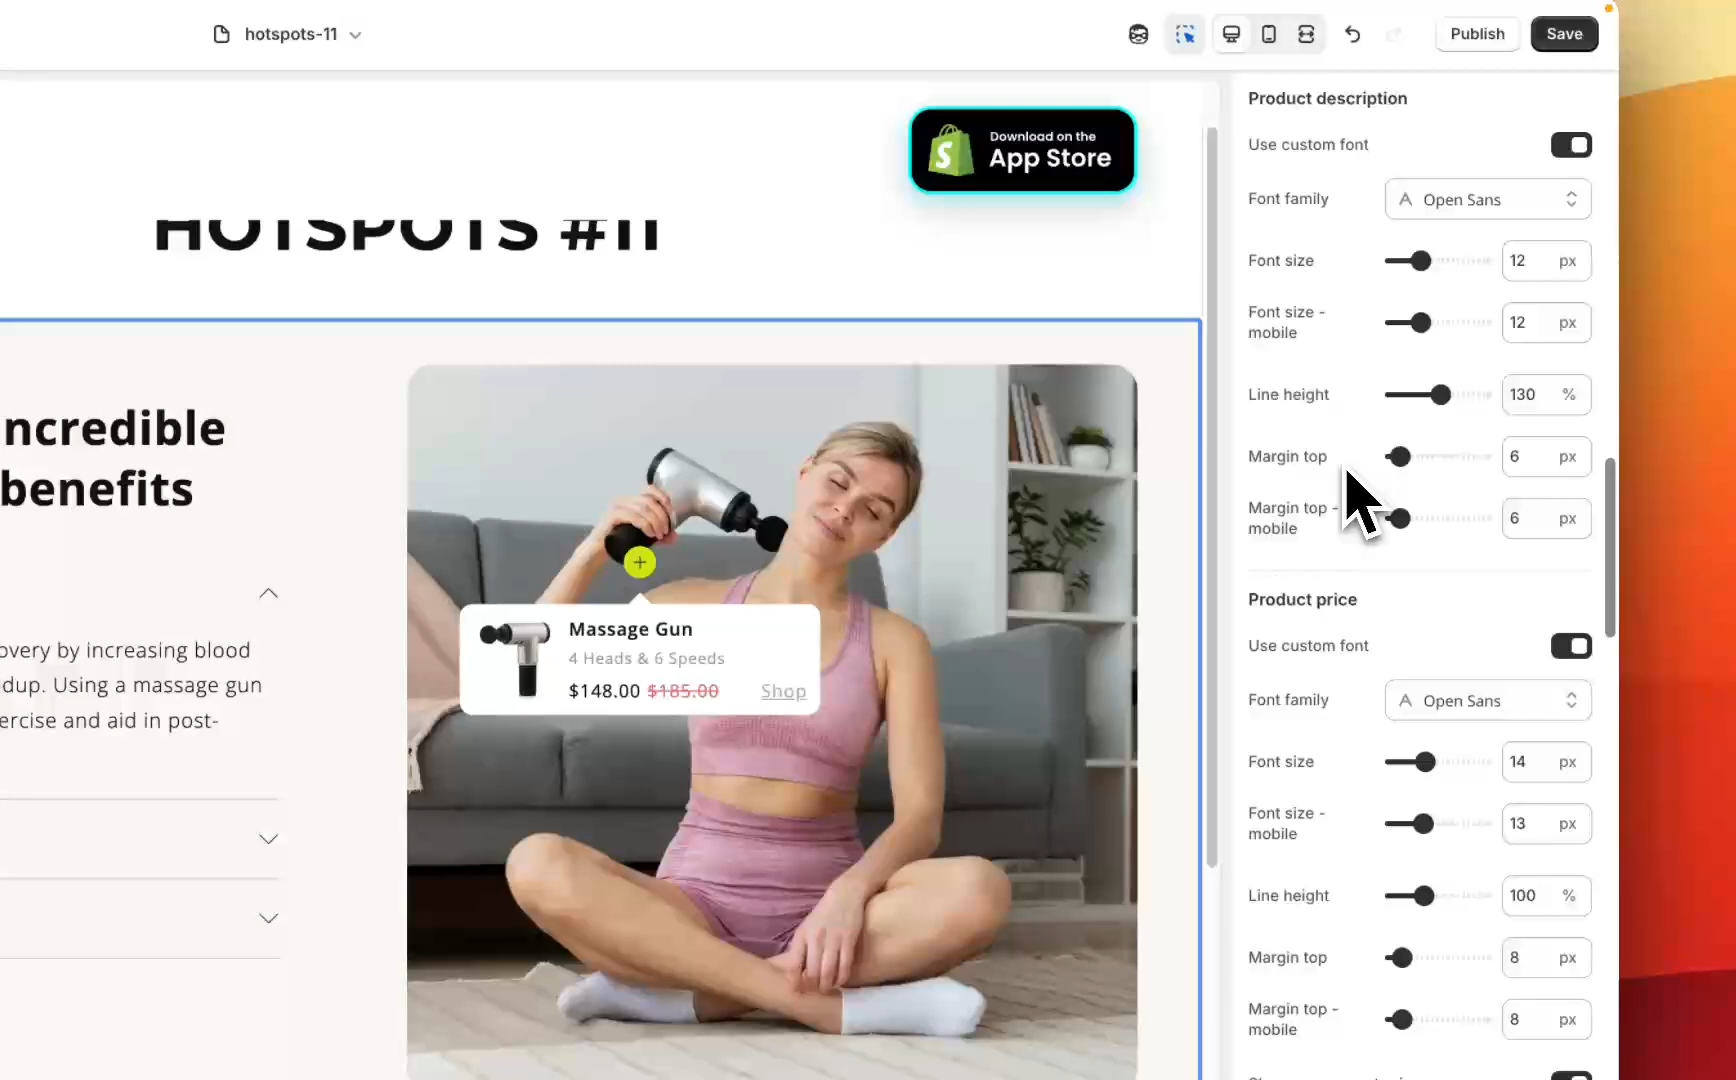 hotspots-11
Publish
Save
Download on the
App Store
HOTSPOTS #11
ncredible
benefits
overy by increasing blood
dup. Using a massage gun
ercise and aid in post-
Massage Gun
4 Heads & 6 Speeds
$148.00 $185.00 Shop
Product description
Use custom font
Font family
Open Sans
Font size
12 px
Font size -
mobile
12 px
Line height
130 %
Margin top
6 px
Margin top -
mobile
6 px
Product price
Use custom font
Font family
Open Sans
Font size
14 px
Font size -
mobile
13 px
Line height
100 %
Margin top
8 px
Margin top -
mobile
8 px